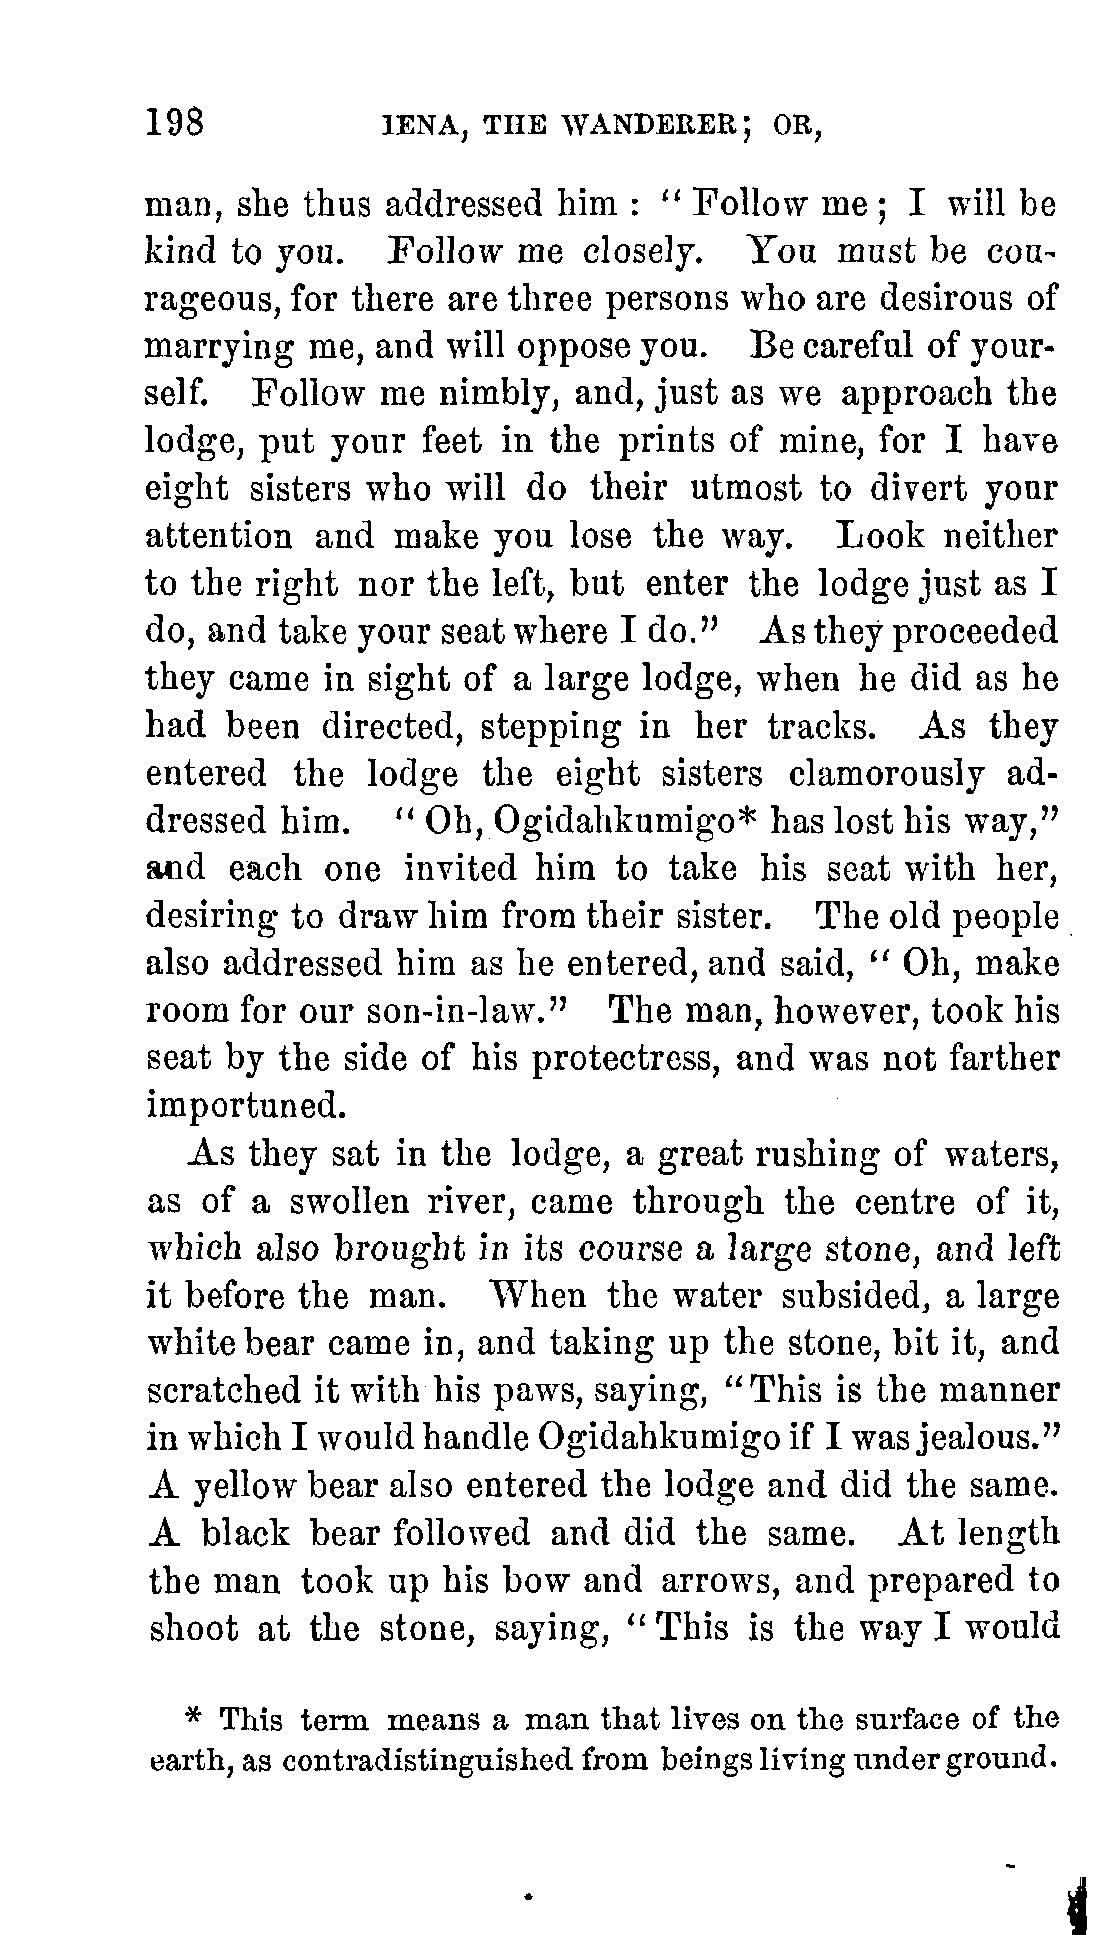 198 IENA, THE WANDERER; OR,
man, she thus addressed him : “ Follow me ; I will be
kind to you. Follow me closely. You must be cou-
rageous, for there are three persons who are desirous of
marrying me, and will oppose you. Be careful of your-
self. Follow me nimbly, and, just as we approach the
lodge, put your feet in the prints of mine, for I have
eight sisters who will do their utmost to divert your
attention and make you lose the way. Look neither
to the right nor the left, but enter the lodge just as I
do, and take your seat where I do.” As they proceeded
they came in sight of a large lodge, when he did as he
had been directed, stepping in her tracks. As they
entered the lodge the eight sisters clamorously ad-
dressed him. “ Oh, Ogidahkumigo* has lost his way,”
and each one invited him to take his seat with her,
desiring to draw him from their sister. The old people
also addressed him as he entered, and said, “ Oh, make
room for our son-in-law.” The man, however, took his
seat by the side of his protectress, and was not farther
importuned.
As they sat in the lodge, a great rushing of waters,
as of a swollen river, came through the centre of it,
which also brought in its course a large stone, and left
it before the man. When the water subsided, a large
white bear came in, and taking up the stone, bit it, and
scratched it with his paws, saying, “This is the manner
in which I would handle Ogidahkumigo if I was jealous.”
A yellow bear also entered the lodge and did the same.
A black bear followed and did the same. At length
the man took up his bow and arrows, and prepared to
shoot at the stone, saying, “ This is the way I would
* This term means a man that lives on the surface of the
earth, as contradistinguished from beings living under ground.